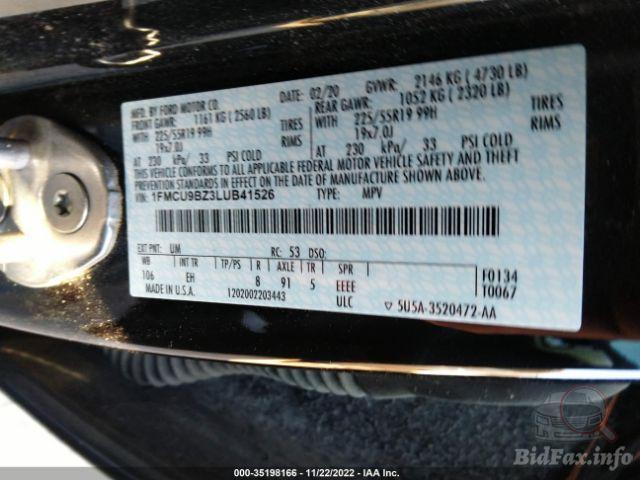 MFD. BY FORD MOTOR CO.
DATE: 02/20 GVWR: 2146 KG ( 4730 LB)
FRONT GAWR: 1161 KG ( 2560 LB) REAR GAWR: 1052 KG ( 2320 LB)
WITH 225/55R19 99H TIRES WITH 225/55R19 99H TIRES
19x7.0J RIMS 19x7.0J RIMS
AT 230 kPa/ 33 PSI COLD AT 230 kPa/ 33 PSI COLD
THIS VEHICLE CONFORMS TO ALL APPLICABLE FEDERAL MOTOR VEHICLE SAFETY AND THEFT
PREVENTION STANDARDS IN EFFECT ON THE DATE OF MANUFACTURE SHOWN ABOVE.
VIN: 1FMCU9BZ3LUB41526 TYPE: MPV
EXT PNT: UM RC: 53 DSO:
WB INT TR TP/PS R AXLE TR SPR
106 EH 8 91 5 EEEE F0134
MADE IN U.S.A. 1202002203443 ULC T0067
5U5A-3520472-AA
BidFax.info
000-35198166 - 11/22/2022 - IAA Inc.